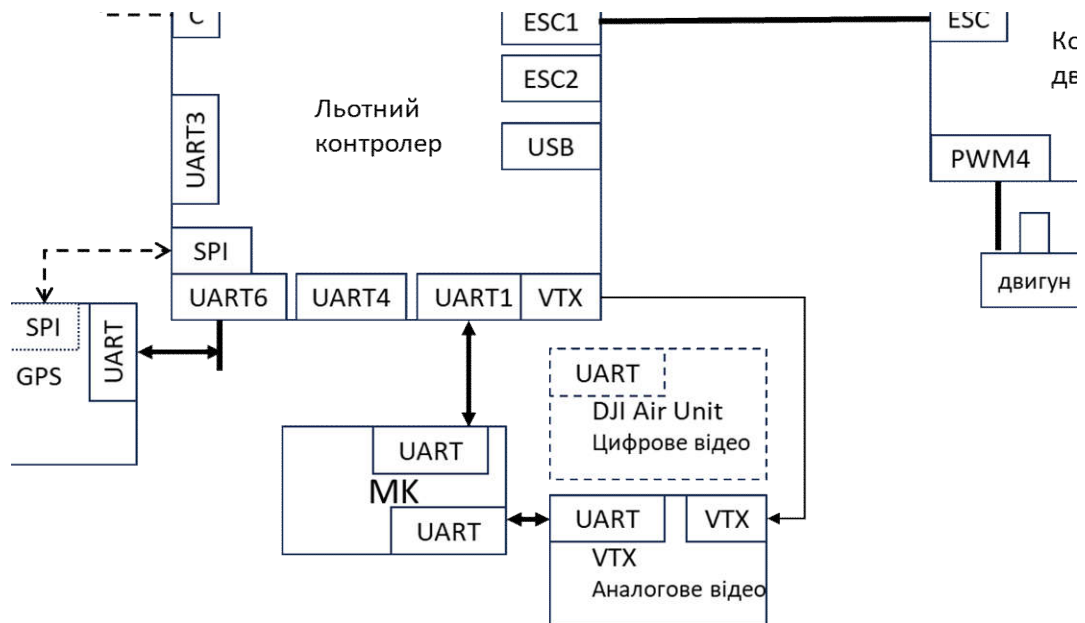 C
ESC1
ESC
ESC2
Льотний
контролер
UART3
USB
PWM4
SPI
двигун
UART6
UART4
UART1
VTX
SPI
UART
GPS
UART
DJI Air Unit
Цифрове відео
UART
МК
UART
UART
VTX
VTX
Аналогове відео